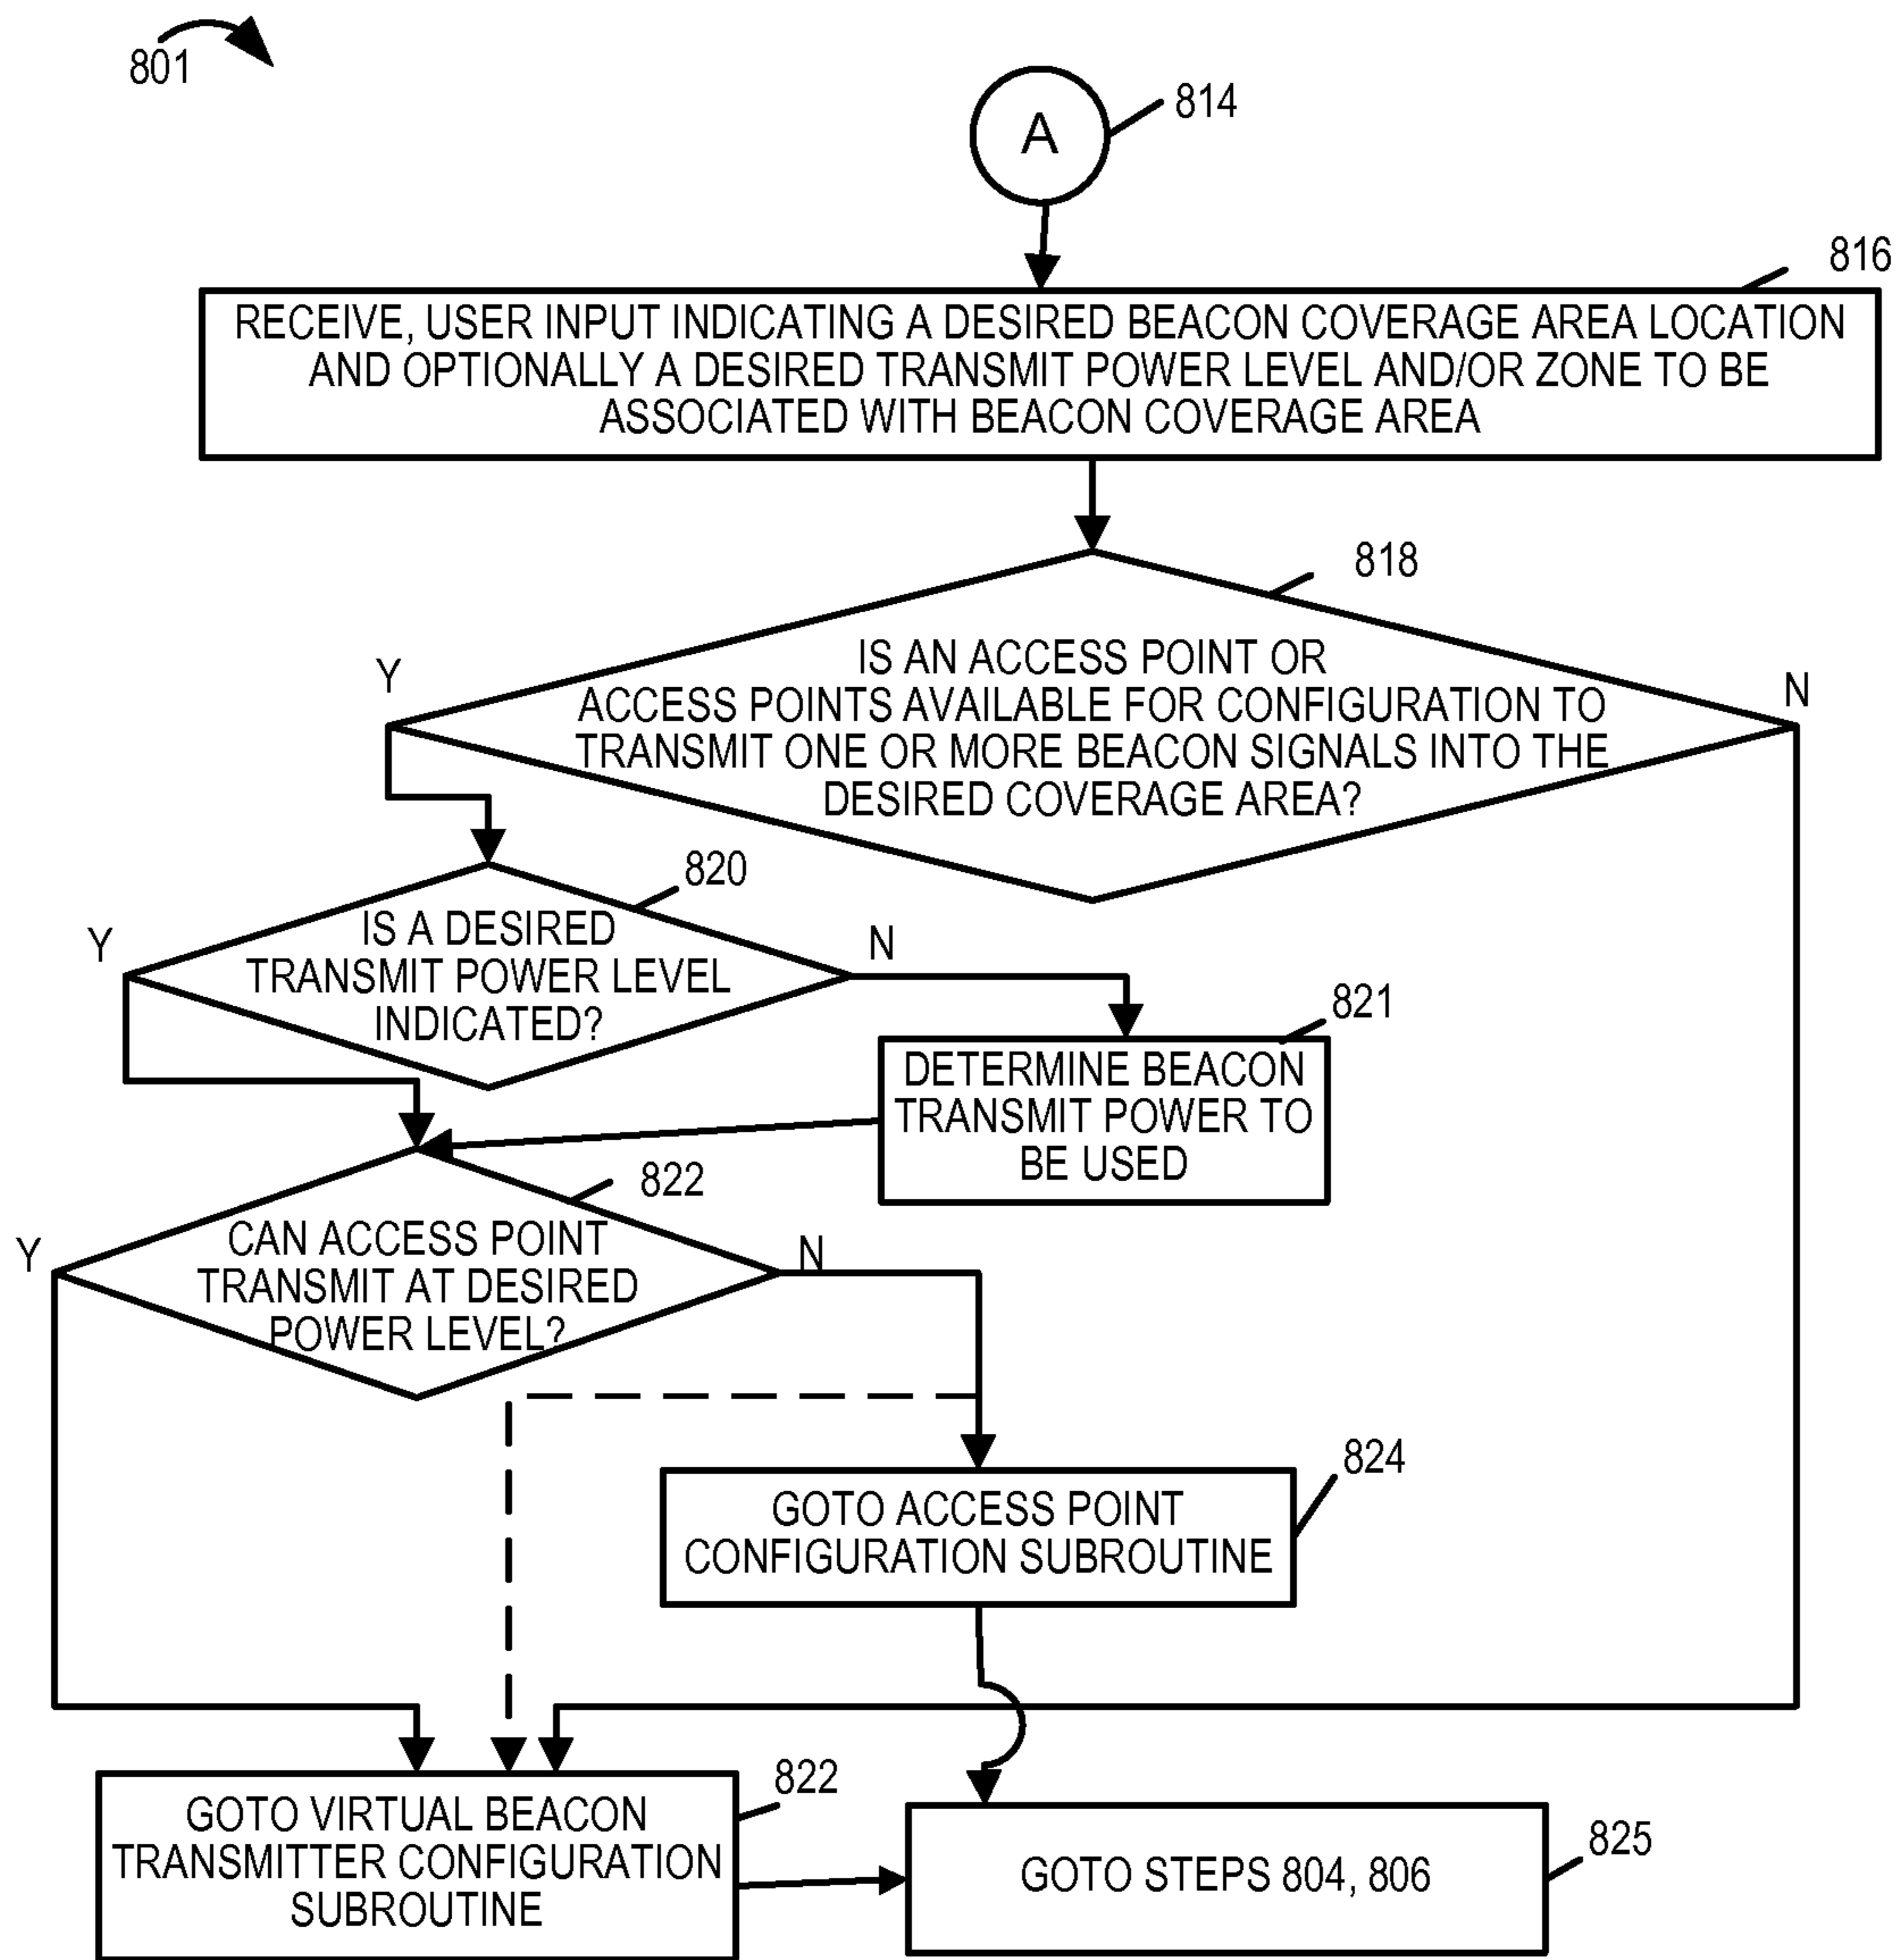 801
814
A
816
RECEIVE, USER INPUT INDICATING A DESIRED BEACON COVERAGE AREA LOCATION
AND OPTIONALLY A DESIRED TRANSMIT POWER LEVEL AND/OR ZONE TO BE
ASSOCIATED WITH BEACON COVERAGE AREA
818
IS AN ACCESS POINT OR
ACCESS POINTS AVAILABLE FOR CONFIGURATION TO
TRANSMIT ONE OR MORE BEACON SIGNALS INTO THE
DESIRED COVERAGE AREA?
Y
N
820
IS A DESIRED
TRANSMIT POWER LEVEL
INDICATED?
Y
N
821
DETERMINE BEACON
TRANSMIT POWER TO
BE USED
822
CAN ACCESS POINT
TRANSMIT AT DESIRED
POWER LEVEL?
Y
N
824
GOTO ACCESS POINT
CONFIGURATION SUBROUTINE
822
GOTO VIRTUAL BEACON
TRANSMITTER CONFIGURATION
SUBROUTINE
825
GOTO STEPS 804, 806